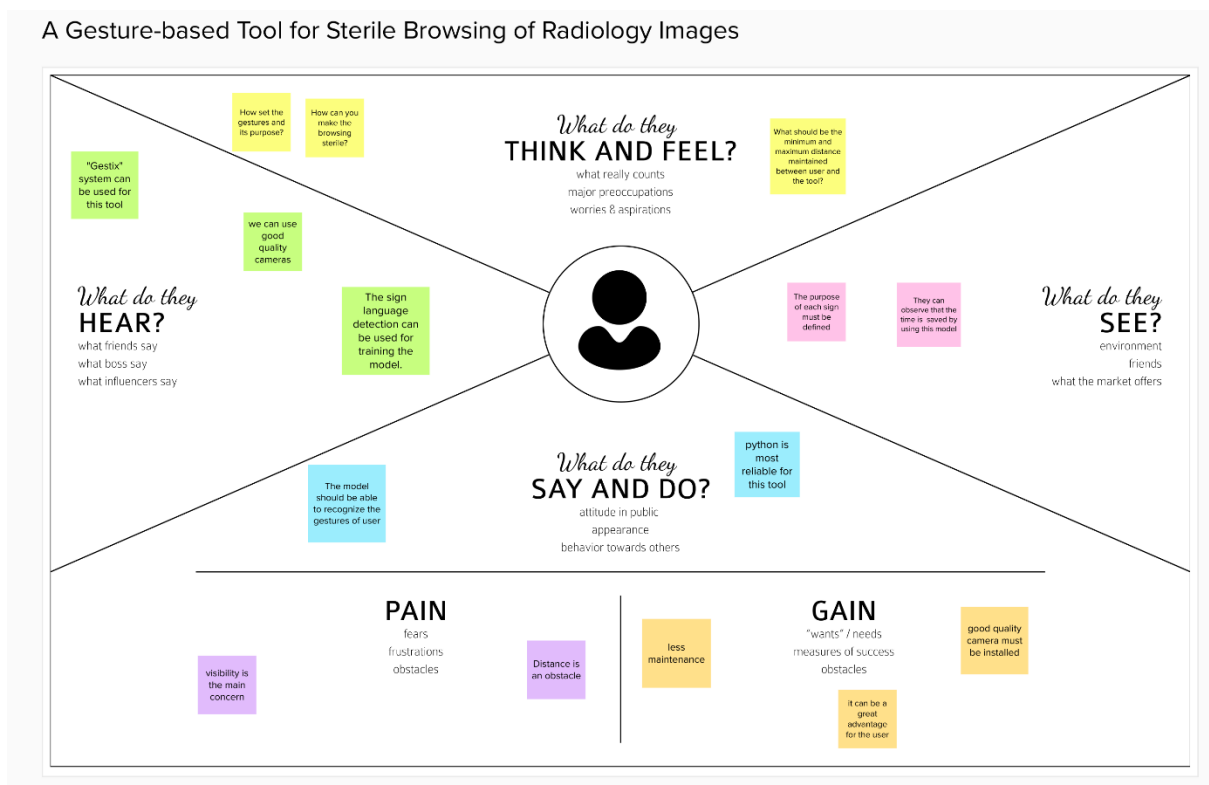 A Gesture-based Tool for Sterile Browsing of Radiology Images
How set the
gestures and
its purpose?
How can you
make the
browsing
sterile?
What do they
THINK AND FEEL?
what really counts
major preoccupations
worries & aspirations
What should be the
minimum and
maximum distance
maintained
between user and
the tool?
"Gestix"
system can
be used for
this tool
we can use
good
quality
cameras
The sign
language
detection can
be used for
training the
model.
What do they
HEAR?
what friends say
what boss say
what influencers say
The purpose
of each sign
must be
defined
They can
observe that the
time is saved by
using this model
What do they
SEE?
environment
friends
what the market offers
The model
should be able
to recognize the
gestures of user
What do they
SAY AND DO?
attitude in public
appearance
behavior towards others
python is
most
reliable for
this tool
PAIN
fears
frustrations
obstacles
visibility is
the main
concern
Distance is
an obstacle
GAIN
"wants" / needs
measures of success
obstacles
less
maintenance
good quality
camera must
be installed
it can be a
great
advantage
for the user